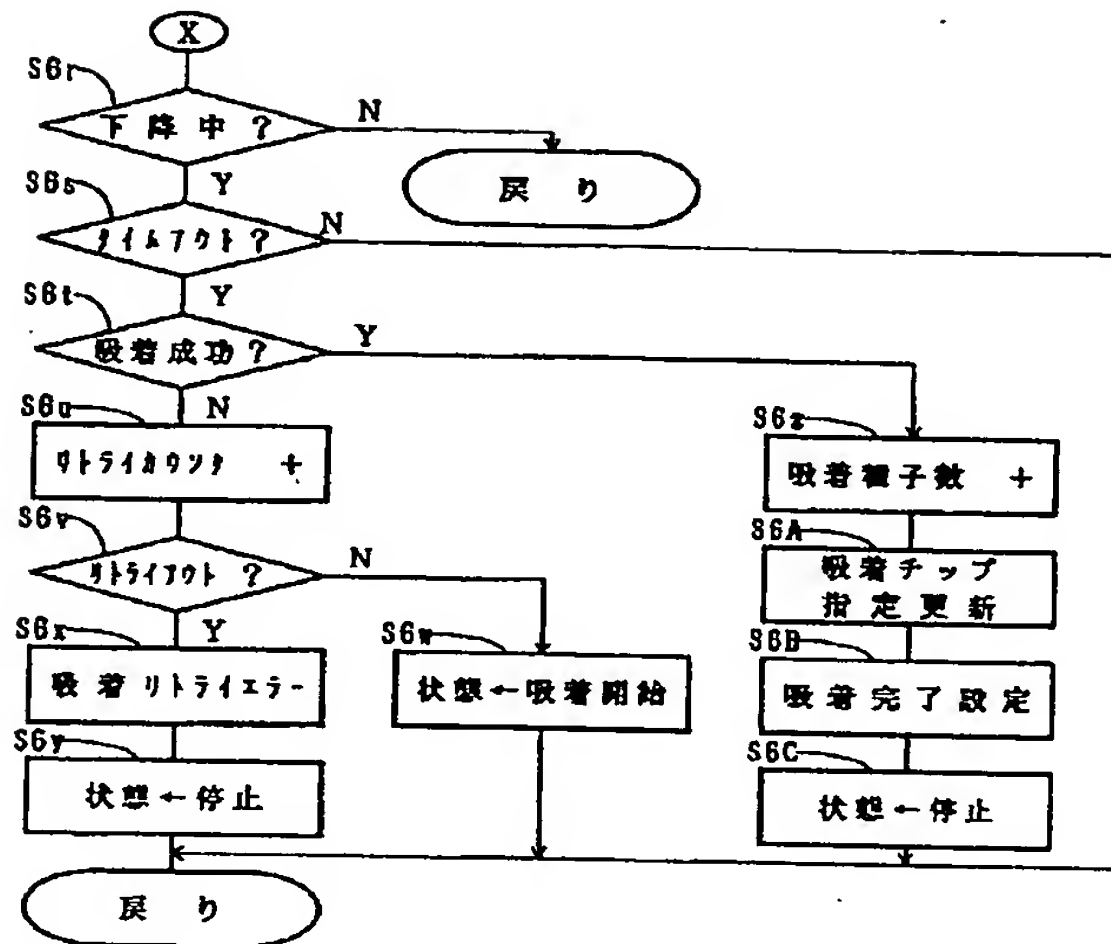 X
S6r
下降中?
N
戻り
Y
S6s
タイムアウト?
N
Y
S6t
吸着成功?
Y
N
S6u
リトライカウンタ +
S6z
吸着種子数 +
S6v
リトライアウト?
N
Y
S6A
吸着チップ
指定更新
S6x
吸着リトライエラー
S6w
状態←吸着開始
S6B
吸着完了設定
S6y
状態←停止
S6C
状態←停止
戻り